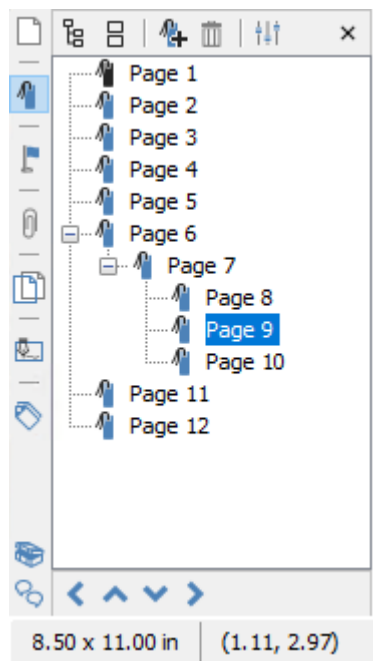 Page 1
Page 2
Page 3
Page 4
Page 5
Page 6
Page 7
Page 8
Page 9
Page 10
Page 11
Page 12
8.50 x 11.00 in (1.11, 2.97)